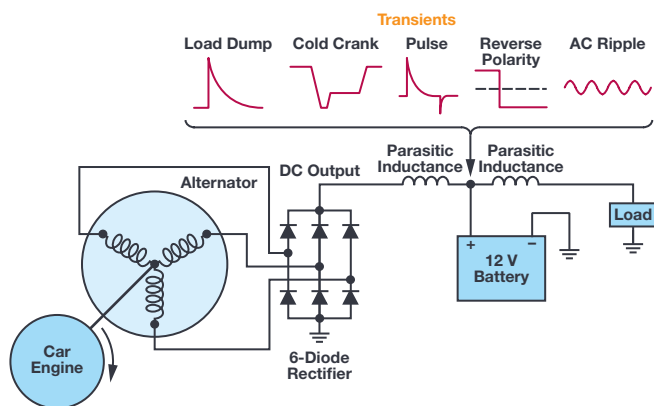 Transients
Load Dump
Cold Crank
Pulse
Reverse
Polarity
AC Ripple
Parasitic
Inductance
Parasitic
Inductance
DC Output
Alternator
Load
+
−
12 V
Battery
Car
Engine
6-Diode
Rectifier